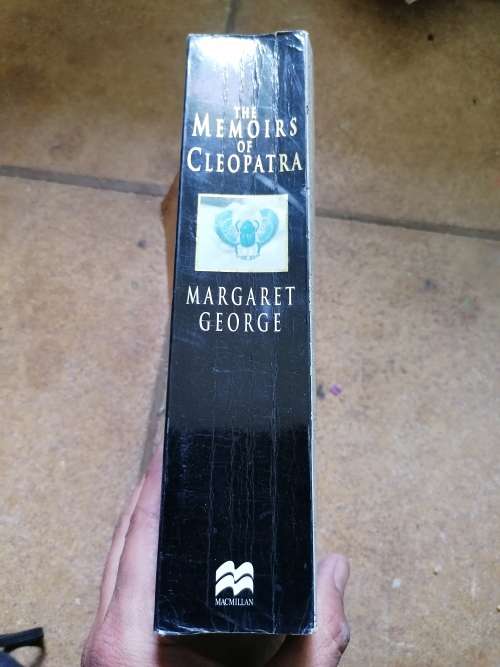 THE
MEMOIRS
OF
CLEOPATRA
MARGARET
GEORGE
MACMILLAN